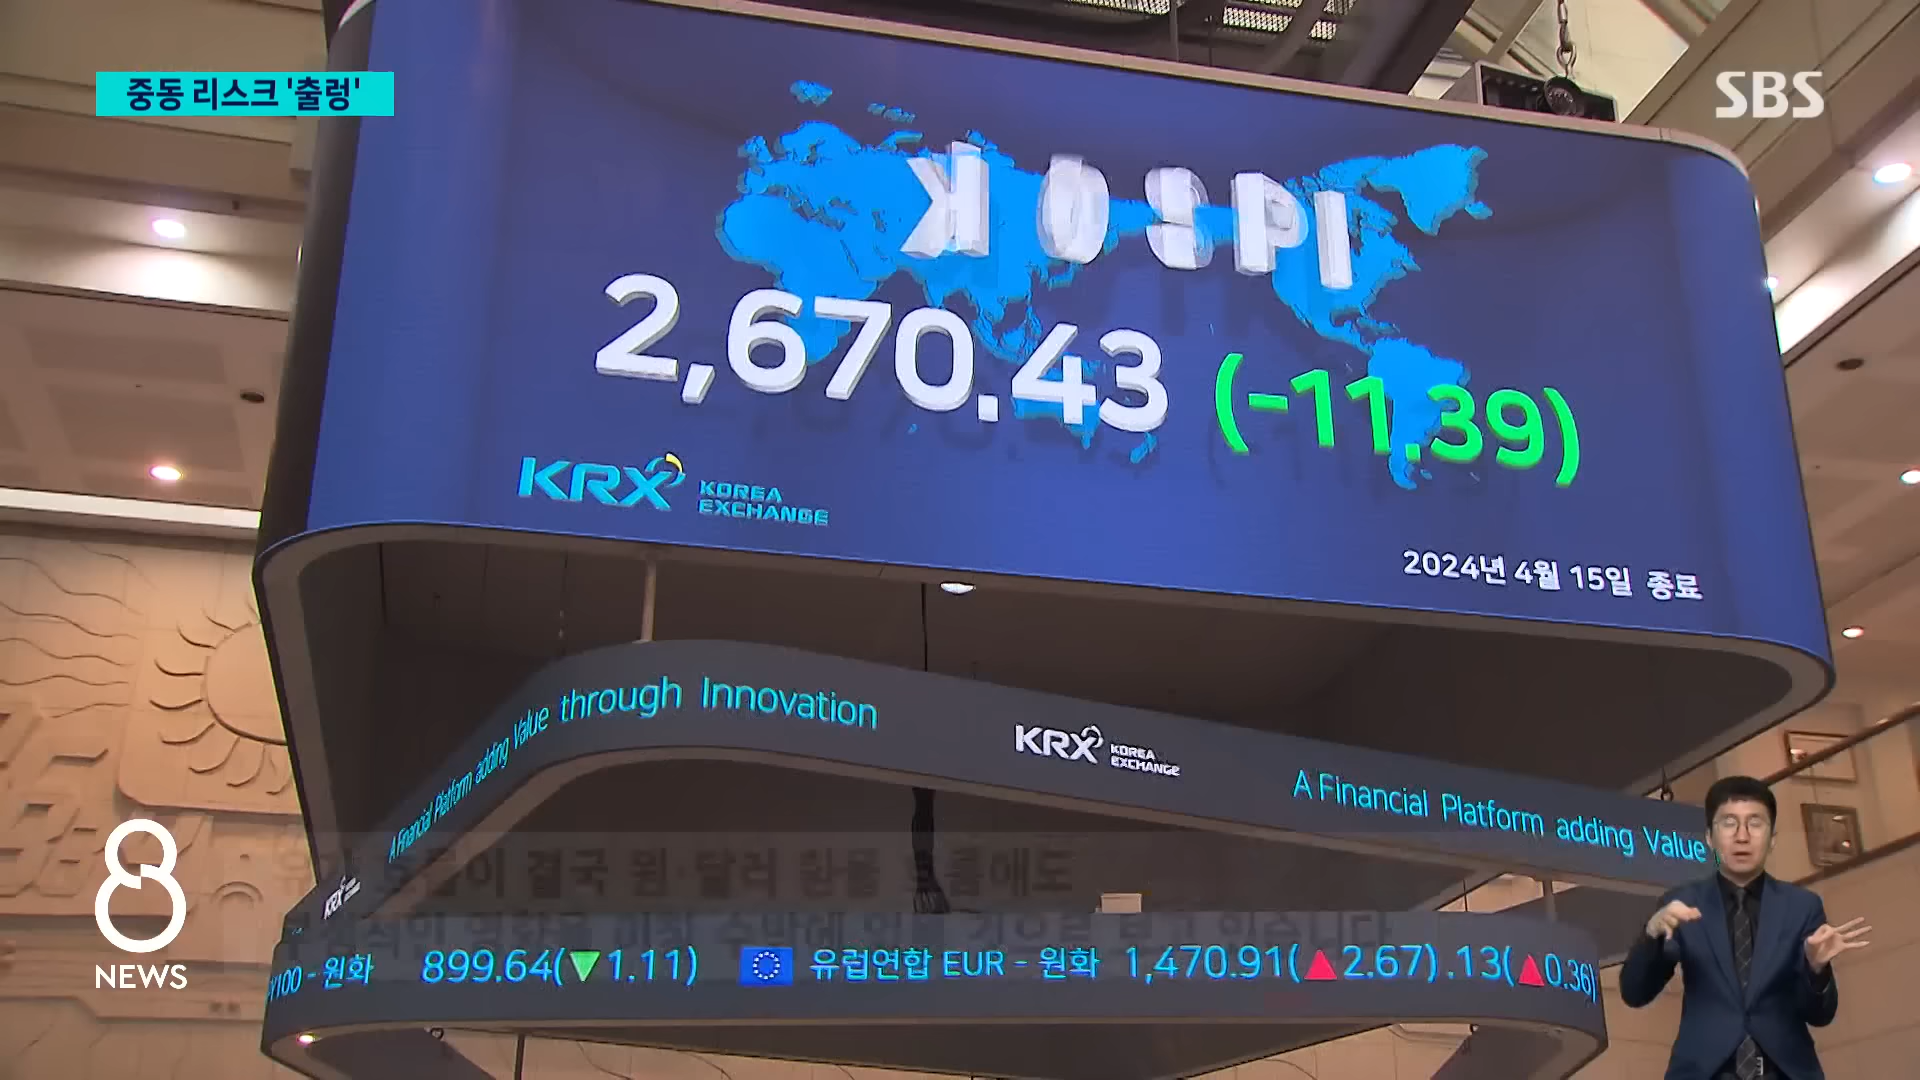 중동 리스크 '출렁'
SBS
KOSPI
2,670.43 (-11.39)
KRX KOREA EXCHANGE
2024년 4월 15일 종료
A Financial Platform adding Value through Innovation
KRX KOREA EXCHANGE
A Financial Platform adding Value
KRX
8
NEWS
100 - 원화 899.64(▼1.11) 유럽연합 EUR - 원화 1,470.91(▲2.67) .13(▲0.36)